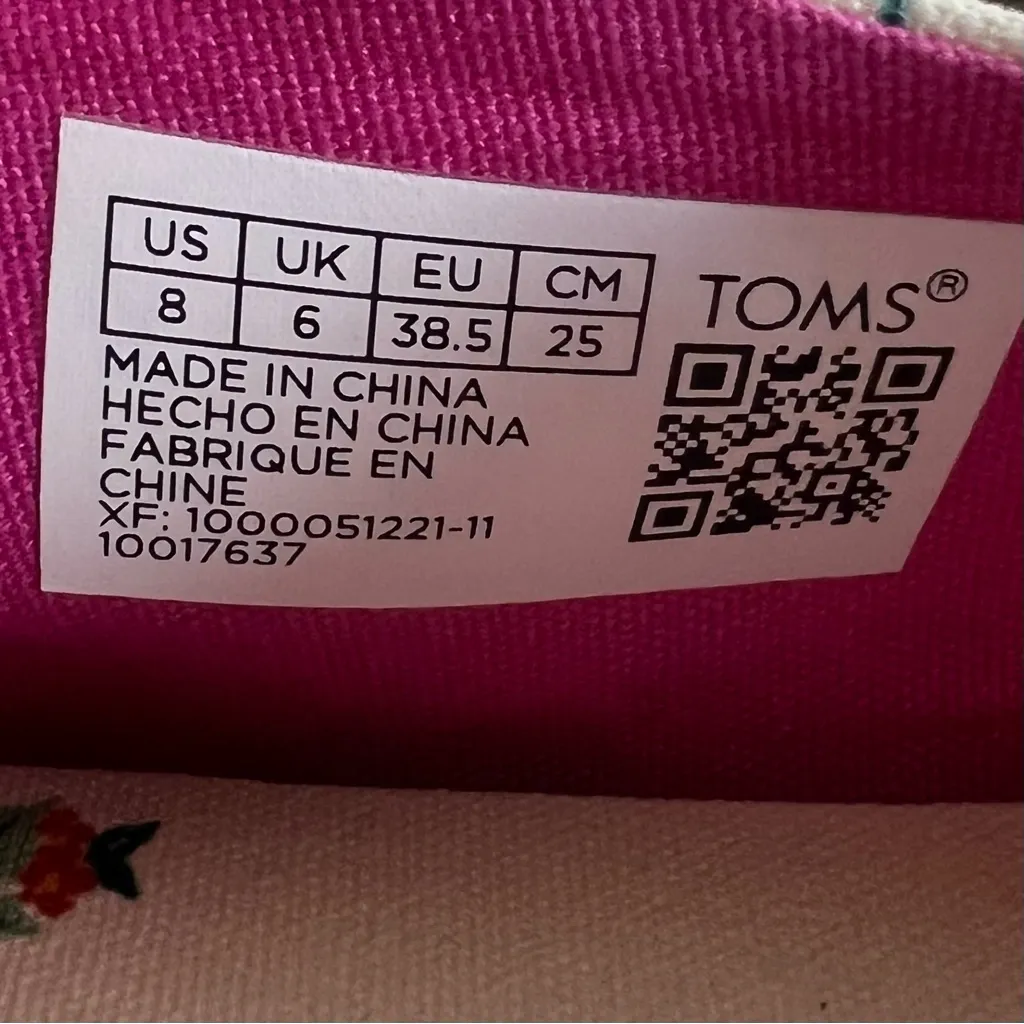 US UK EU CM
8 6 38.5 25
MADE IN CHINA
HECHO EN CHINA
FABRIQUE EN
CHINE
XF: 1000051221-11
10017637
TOMS®